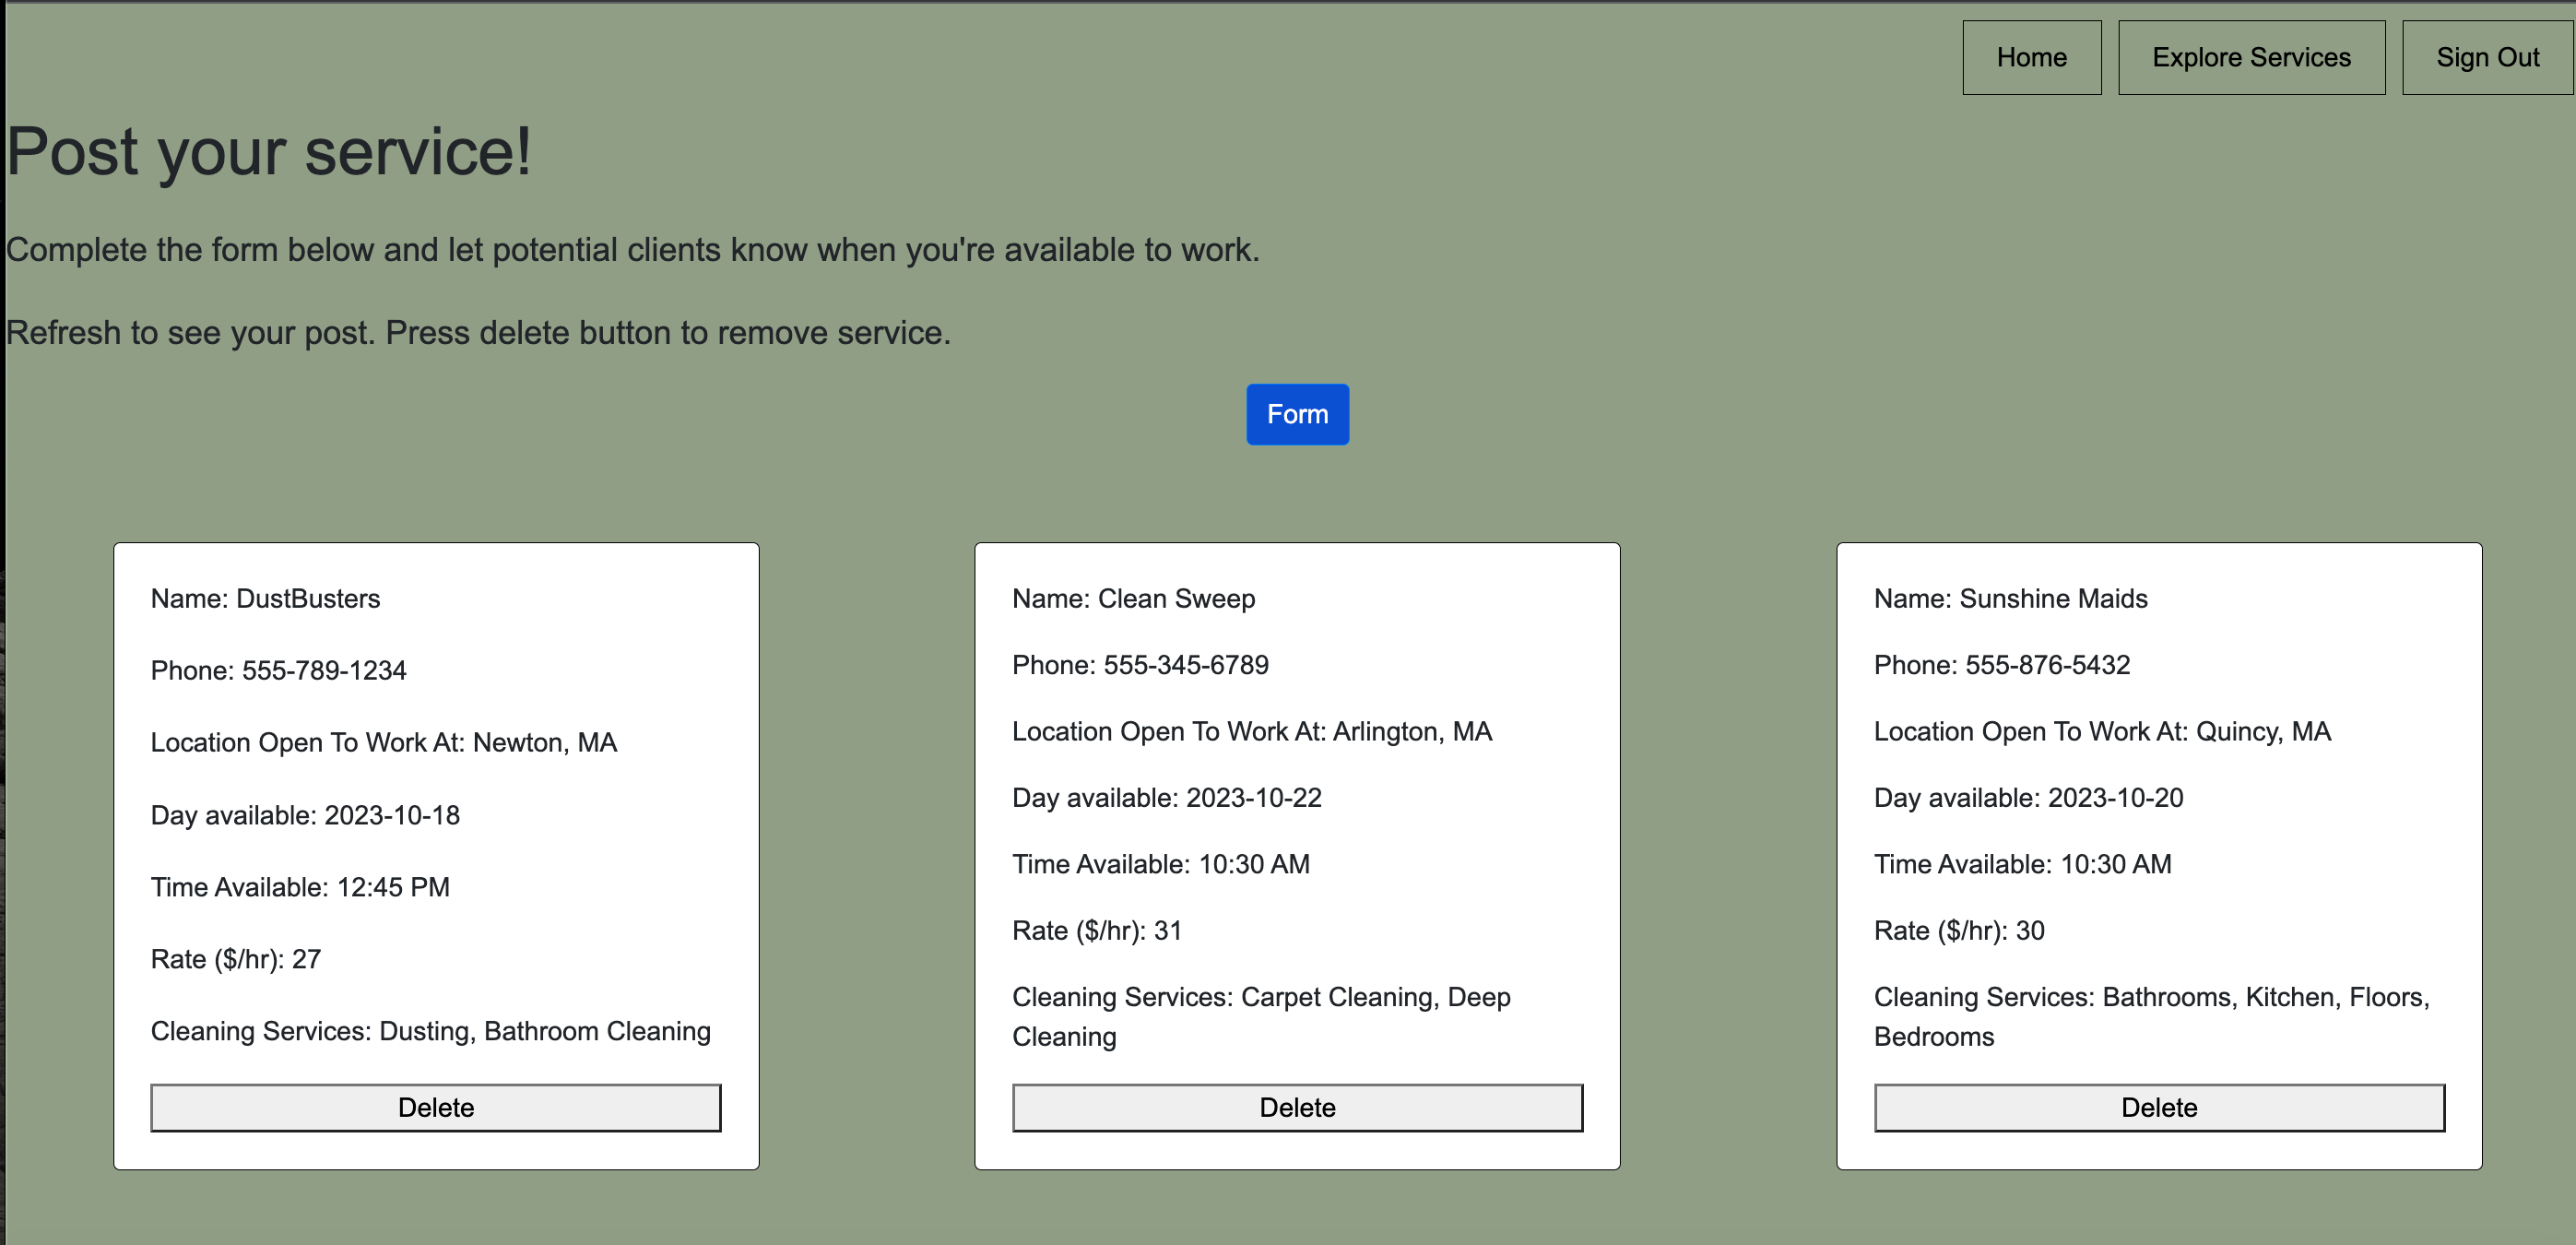 Home Explore Services Sign Out
Post your service!
Complete the form below and let potential clients know when you're available to work.
Refresh to see your post. Press delete button to remove service.
Form
Name: DustBusters
Phone: 555-789-1234
Location Open To Work At: Newton, MA
Day available: 2023-10-18
Time Available: 12:45 PM
Rate ($/hr): 27
Cleaning Services: Dusting, Bathroom Cleaning
Delete
Name: Clean Sweep
Phone: 555-345-6789
Location Open To Work At: Arlington, MA
Day available: 2023-10-22
Time Available: 10:30 AM
Rate ($/hr): 31
Cleaning Services: Carpet Cleaning, Deep
Cleaning
Delete
Name: Sunshine Maids
Phone: 555-876-5432
Location Open To Work At: Quincy, MA
Day available: 2023-10-20
Time Available: 10:30 AM
Rate ($/hr): 30
Cleaning Services: Bathrooms, Kitchen, Floors,
Bedrooms
Delete